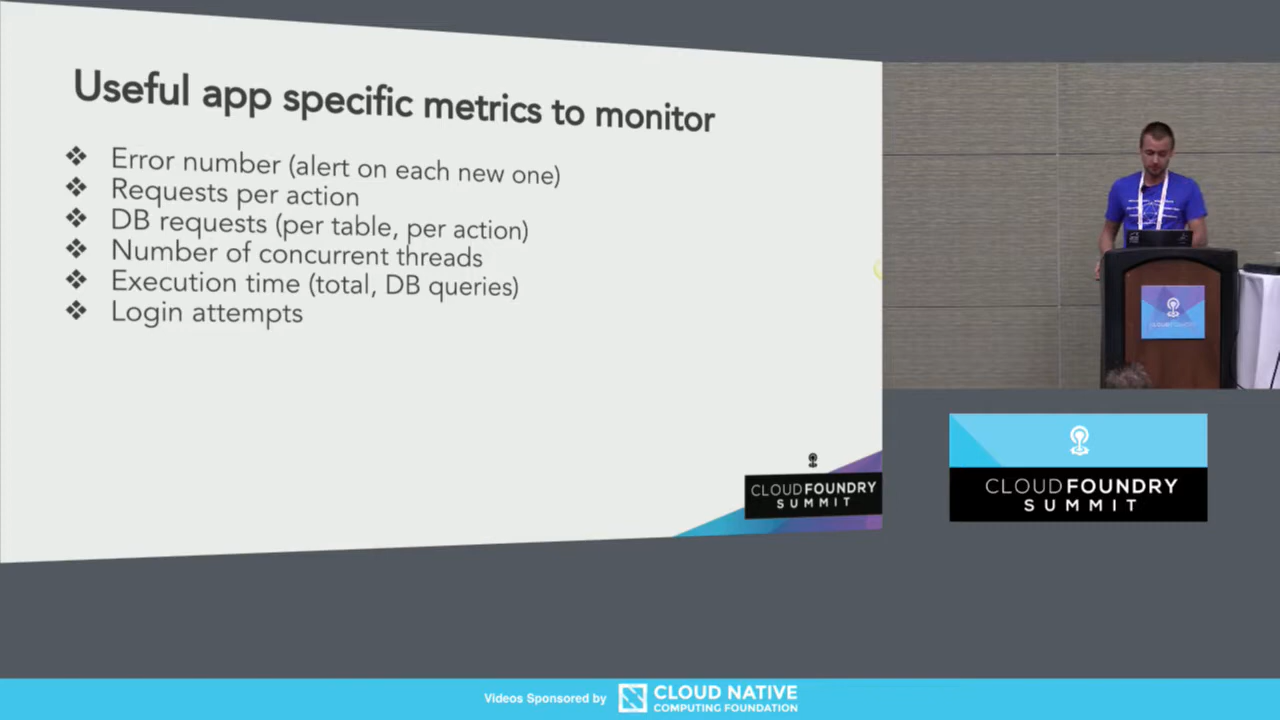 Useful app specific metrics to monitor
❖ Error number (alert on each new one)
❖ Requests per action
❖ DB requests (per table, per action)
❖ Number of concurrent threads
❖ Execution time (total, DB queries)
❖ Login attempts
CLOUDFOUNDRY
SUMMIT
CLOUDFOUNDRY
SUMMIT
Videos Sponsored by
CLOUD NATIVE
COMPUTING FOUNDATION